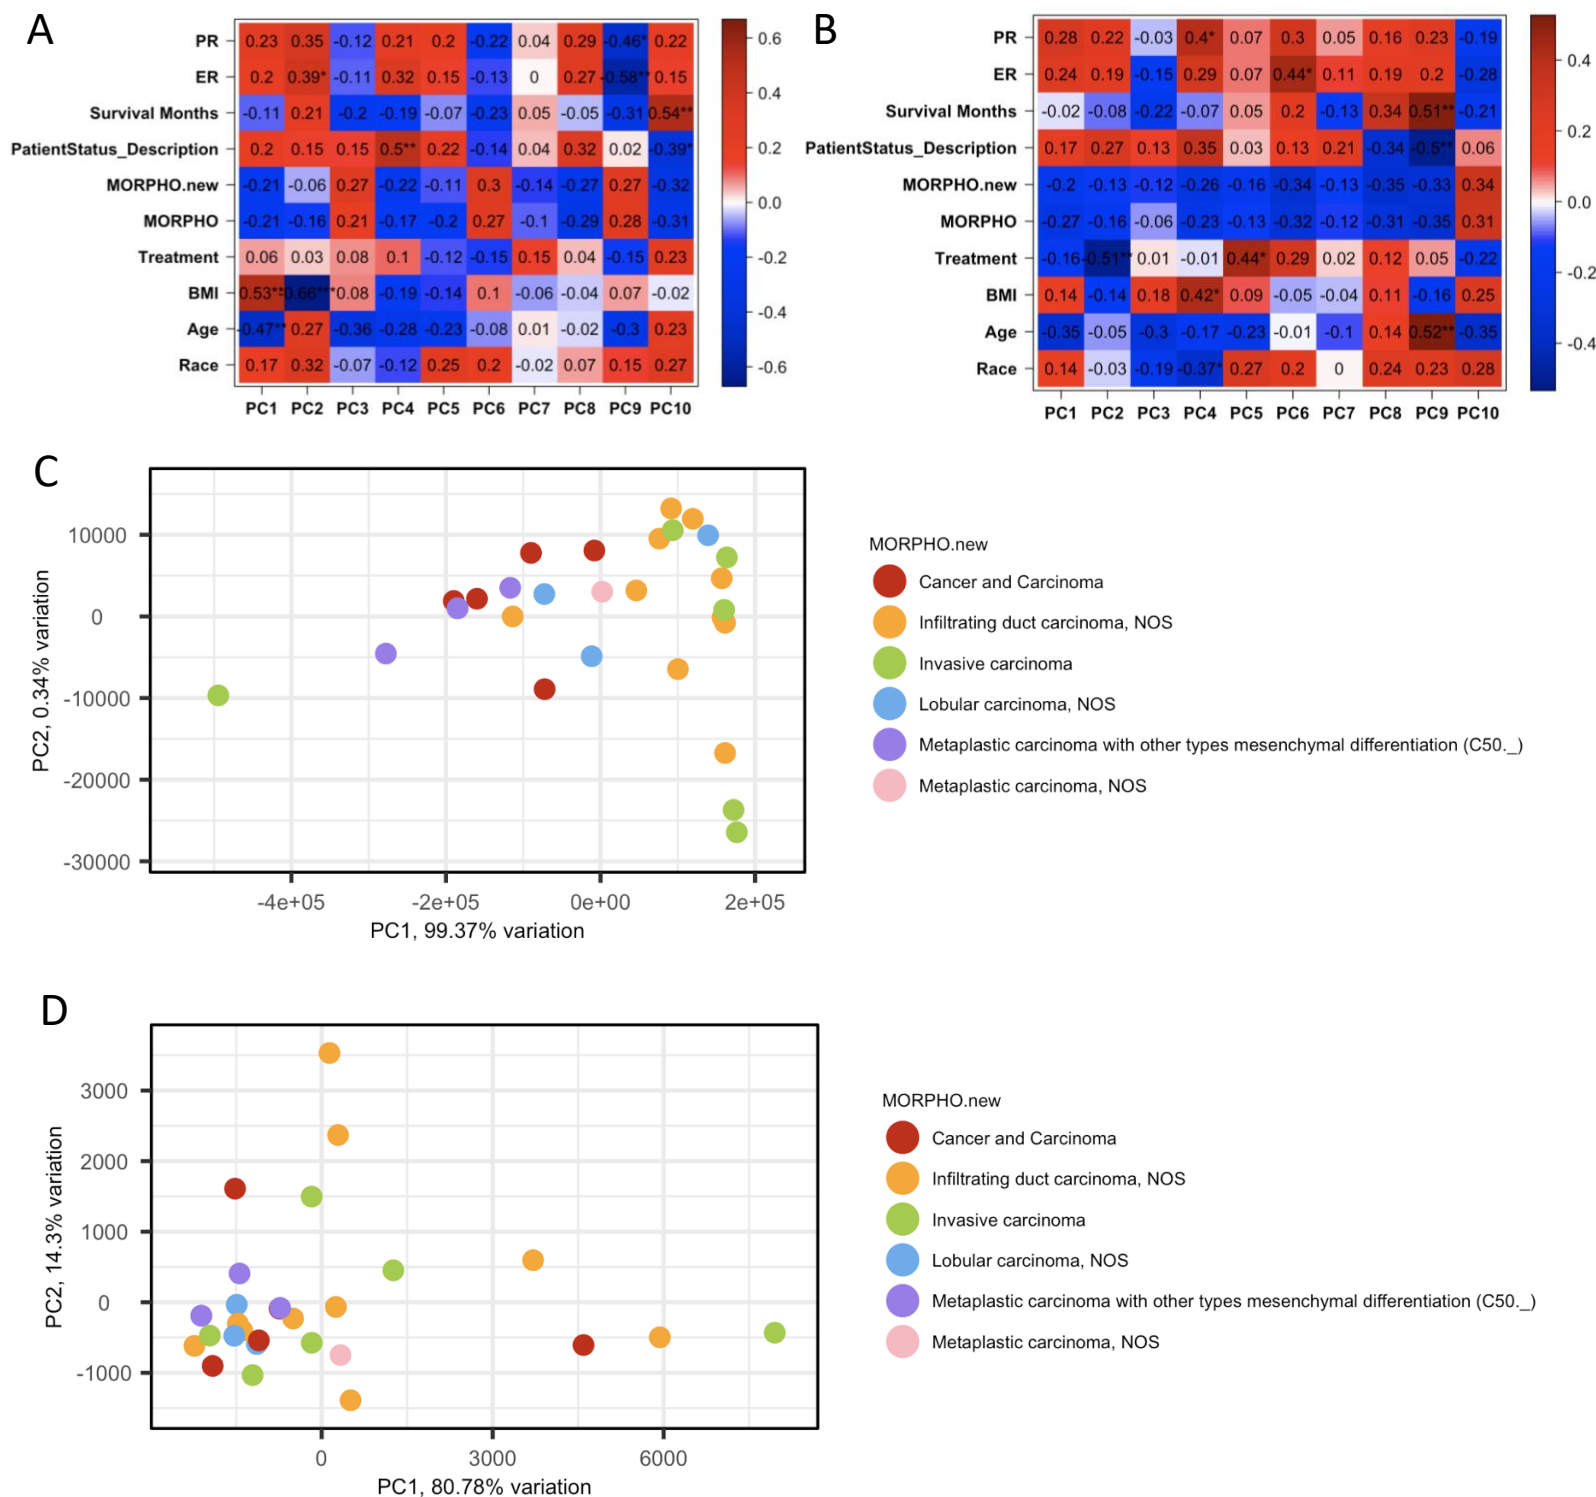 A
PR 0.23 0.35 -0.12 0.21 0.2 -0.22 0.04 0.29 -0.46* 0.22
ER 0.2 0.39* -0.11 0.32 0.15 -0.13 0 0.27 -0.58** 0.15
Survival Months -0.11 0.21 -0.2 -0.19 -0.07 -0.23 0.05 -0.05 -0.31 0.54**
PatientStatus_Description 0.2 0.15 0.15 0.5** 0.22 -0.14 0.04 0.32 0.02 -0.39*
MORPHO.new -0.21 -0.06 0.27 -0.22 -0.11 0.3 -0.14 -0.27 0.27 -0.32
MORPHO -0.21 -0.16 0.21 -0.17 -0.2 0.27 -0.1 -0.29 0.28 -0.31
Treatment 0.06 0.03 0.08 0.1 -0.12 -0.15 0.15 0.04 -0.15 0.23
BMI 0.53** -0.66*** 0.08 -0.19 -0.14 0.1 -0.06 -0.04 0.07 -0.02
Age -0.47** 0.27 -0.36 -0.28 -0.23 -0.08 0.01 -0.02 -0.3 0.23
Race 0.17 0.32 -0.07 -0.12 0.25 0.2 -0.02 0.07 0.15 0.27
PC1 PC2 PC3 PC4 PC5 PC6 PC7 PC8 PC9 PC10
0.6
0.4
0.2
0.0
-0.2
-0.4
-0.6
B
PR 0.28 0.22 -0.03 0.4* 0.07 0.3 0.05 0.16 0.23 -0.19
ER 0.24 0.19 -0.15 0.29 0.07 0.44* 0.11 0.19 0.2 -0.28
Survival Months -0.02 -0.08 -0.22 -0.07 0.05 0.2 -0.13 0.34 0.51** -0.21
PatientStatus_Description 0.17 0.27 0.13 0.35 0.03 0.13 0.21 -0.34 -0.5** 0.06
MORPHO.new -0.2 -0.13 -0.12 -0.26 -0.16 -0.34 -0.13 -0.35 -0.33 0.34
MORPHO -0.27 -0.16 -0.06 -0.23 -0.13 -0.32 -0.12 -0.31 -0.35 0.31
Treatment -0.16 -0.51** 0.01 -0.01 0.44* 0.29 0.02 0.12 0.05 -0.22
BMI 0.14 -0.14 0.18 0.42* 0.09 -0.05 -0.04 0.11 -0.16 0.25
Age -0.35 -0.05 -0.3 -0.17 -0.23 -0.01 -0.1 0.14 0.52** -0.35
Race 0.14 -0.03 -0.19 -0.37* 0.27 0.2 0 0.24 0.23 0.28
PC1 PC2 PC3 PC4 PC5 PC6 PC7 PC8 PC9 PC10
0.4
0.2
0.0
-0.2
-0.4
C
PC2, 0.34% variation
10000
0
-10000
-20000
-30000
-4e+05 -2e+05 0e+00 2e+05
PC1, 99.37% variation
MORPHO.new
Cancer and Carcinoma
Infiltrating duct carcinoma, NOS
Invasive carcinoma
Lobular carcinoma, NOS
Metaplastic carcinoma with other types mesenchymal differentiation (C50._)
Metaplastic carcinoma, NOS
D
PC2, 14.3% variation
3000
2000
1000
0
-1000
0 3000 6000
PC1, 80.78% variation
MORPHO.new
Cancer and Carcinoma
Infiltrating duct carcinoma, NOS
Invasive carcinoma
Lobular carcinoma, NOS
Metaplastic carcinoma with other types mesenchymal differentiation (C50._)
Metaplastic carcinoma, NOS